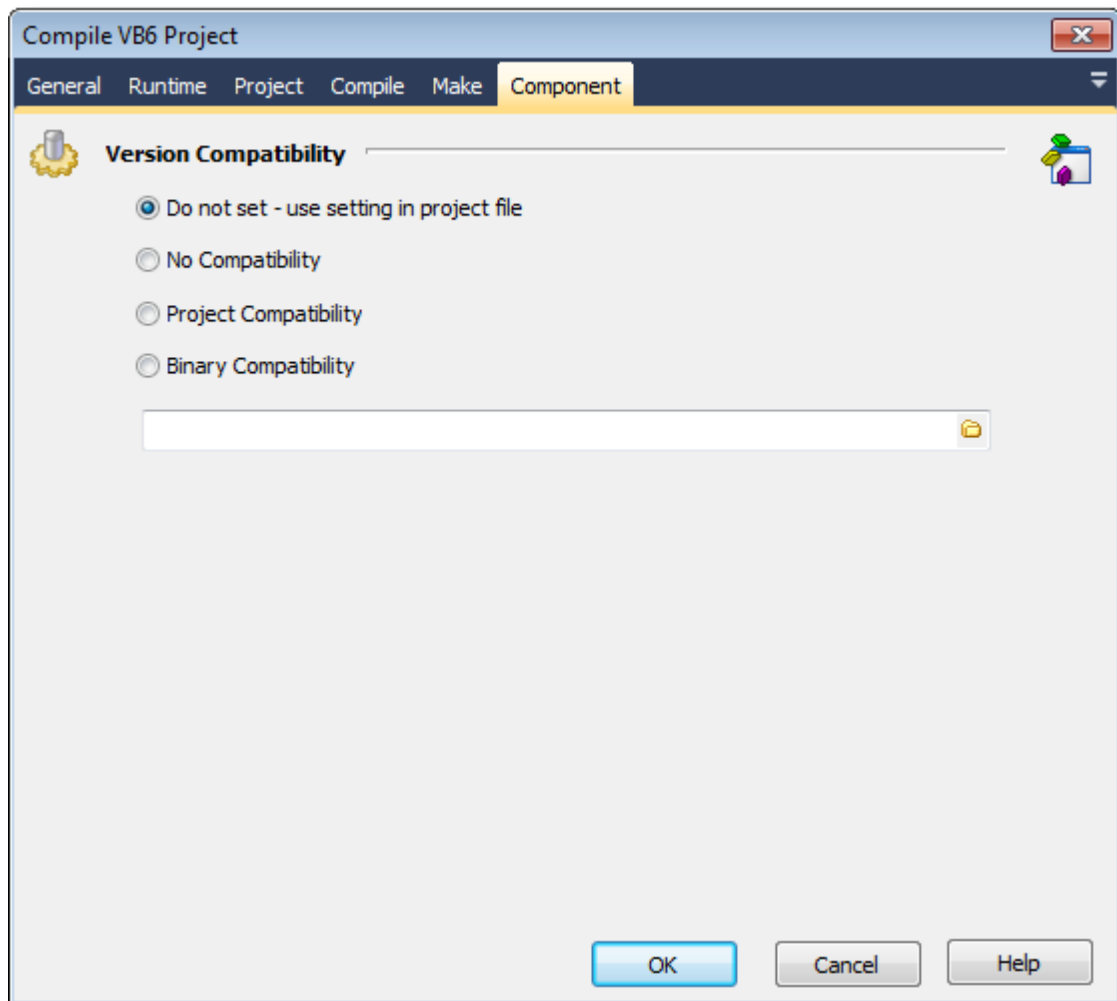 Compile VB6 Project
General Runtime Project Compile Make Component
Version Compatibility
Do not set - use setting in project file
No Compatibility
Project Compatibility
Binary Compatibility
OK Cancel Help